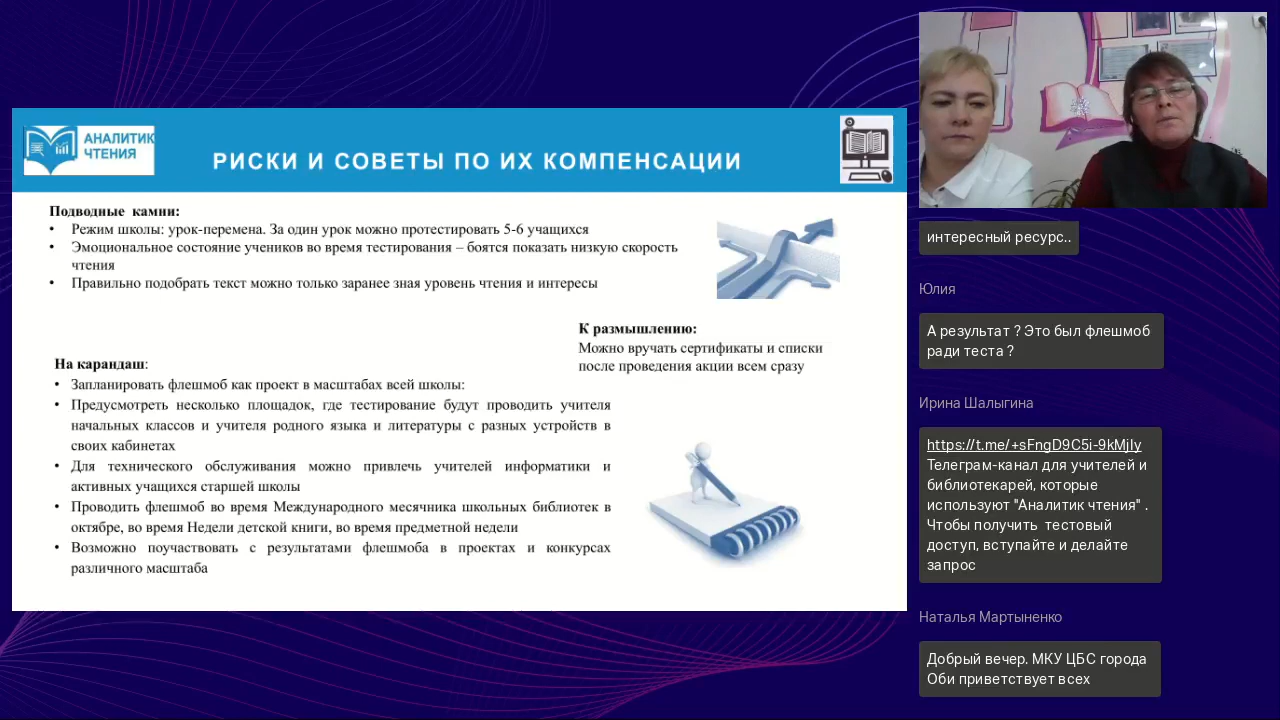 АНАЛИТИК
ЧТЕНИЯ
РИСКИ И СОВЕТЫ ПО ИХ КОМПЕНСАЦИИ
Подводные камни:
• Режим школы: урок-перемена. За один урок можно протестировать 5-6 учащихся
• Эмоциональное состояние учеников во время тестирования – боятся показать низкую скорость
чтения
• Правильно подобрать текст можно только заранее зная уровень чтения и интересы
К размышлению:
Можно вручать сертификаты и списки
после проведения акции всем сразу
На карандаш:
• Запланировать флешмоб как проект в масштабах всей школы:
• Предусмотреть несколько площадок, где тестирование будут проводить учителя
начальных классов и учителя родного языка и литературы с разных устройств в
своих кабинетах
• Для технического обслуживания можно привлечь учителей информатики и
активных учащихся старшей школы
• Проводить флешмоб во время Международного месячника школьных библиотек в
октябре, во время Недели детской книги, во время предметной недели
• Возможно поучаствовать с результатами флешмоба в проектах и конкурсах
различного масштаба
интересный ресурс..
Юлия
А результат ? Это был флешмоб
ради теста ?
Ирина Шалыгина
https://t.me/+sFngD9C5i-9kMjIy
Телеграм-канал для учителей и
библиотекарей, которые
используют "Аналитик чтения" .
Чтобы получить  тестовый
доступ, вступайте и делайте
запрос
Наталья Мартыненко
Добрый вечер. МКУ ЦБС города
Оби приветствует всех